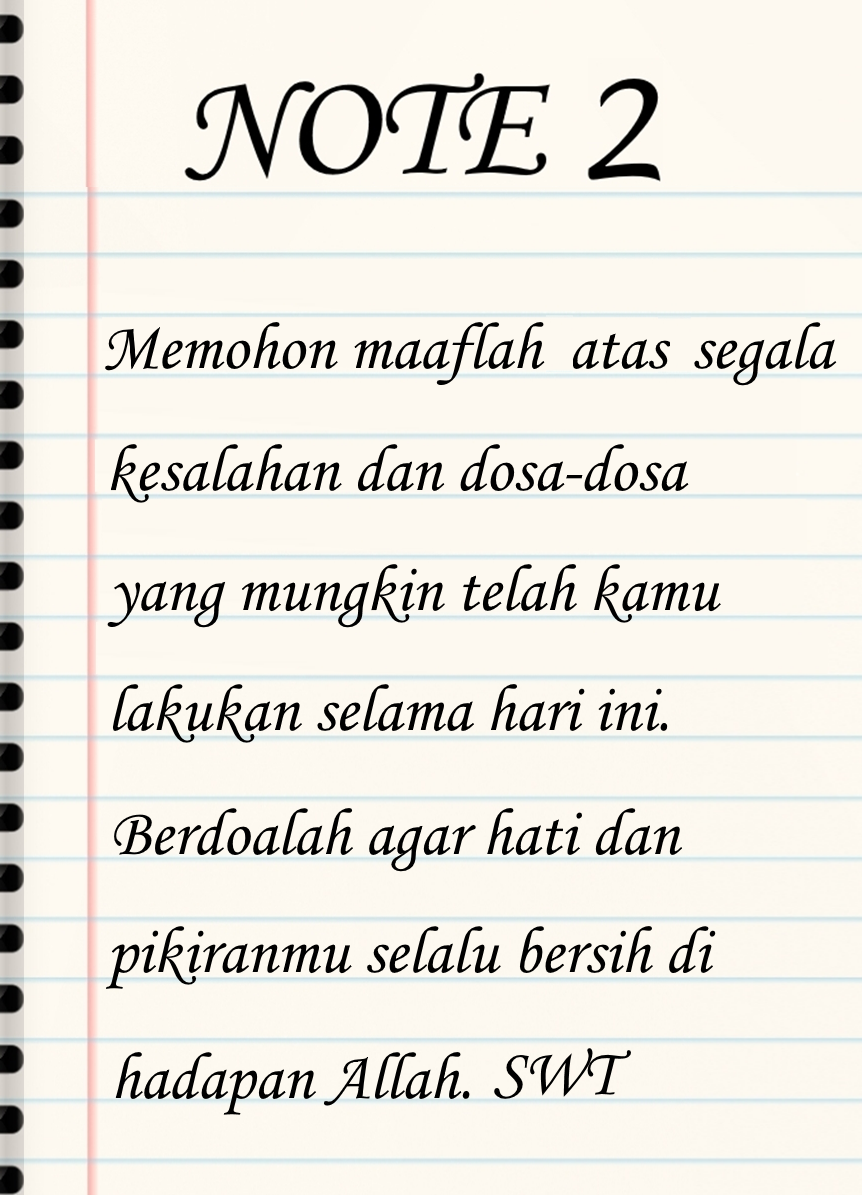 NOTE 2
Memohon maaflah atas segala
kesalahan dan dosa-dosa
yang mungkin telah kamu
lakukan selama hari ini.
Berdoalah agar hati dan
pikiranmu selalu bersih di
hadapan Allah. SWT